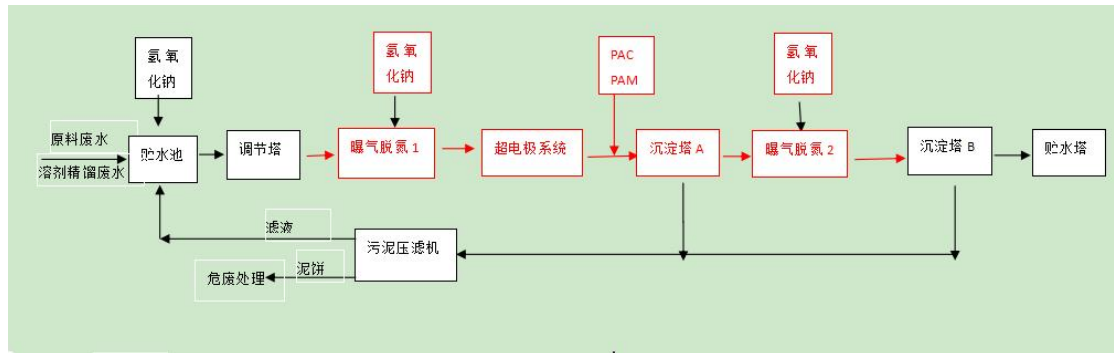 氢 氧
化钠
氢 氧
化钠
PAC
PAM
氢 氧
化钠
原料废水
溶剂精馏废水
贮水池
调节塔
曝气脱氮 1
超电极系统
沉淀塔 A
曝气脱氮 2
沉淀塔 B
贮水塔
滤液
污泥压滤机
泥饼
危废处理